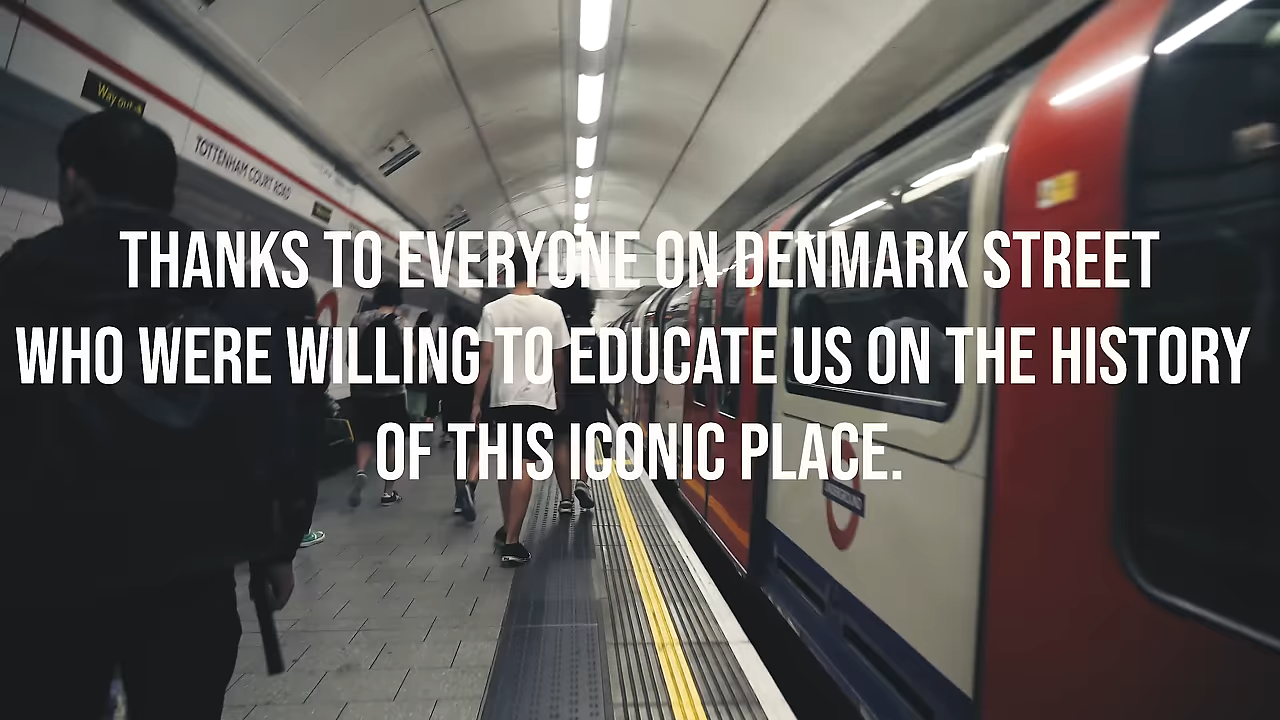 Way out
TOTTENHAM COURT ROAD
THANKS TO EVERYONE ON DENMARK STREET
WHO WERE WILLING TO EDUCATE US ON THE HISTORY
OF THIS ICONIC PLACE.
UNDERGROUND